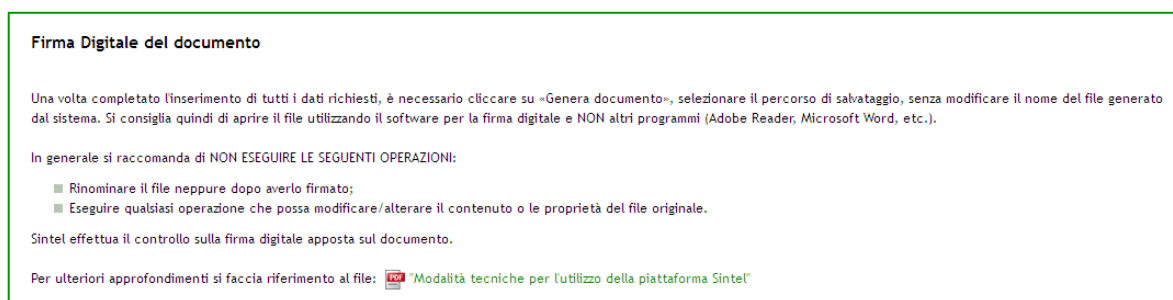 Firma Digitale del documento
Una volta completato l'inserimento di tutti i dati richiesti, è necessario cliccare su «Genera documento», selezionare il percorso di salvataggio, senza modificare il nome del file generato
dal sistema. Si consiglia quindi di aprire il file utilizzando il software per la firma digitale e NON altri programmi (Adobe Reader, Microsoft Word, etc.).
In generale si raccomanda di NON ESEGUIRE LE SEGUENTI OPERAZIONI:
Rinominare il file neppure dopo averlo firmato;
Eseguire qualsiasi operazione che possa modificare/alterare il contenuto o le proprietà del file originale.
Sintel effettua il controllo sulla firma digitale apposta sul documento.
Per ulteriori approfondimenti si faccia riferimento al file: PDF "Modalità tecniche per l'utilizzo della piattaforma Sintel"